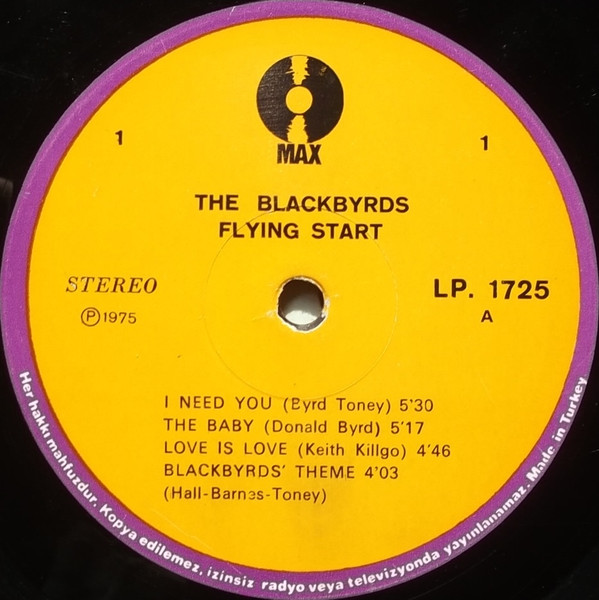 MAX
1
1
THE BLACKBYRDS
FLYING START
STEREO
LP. 1725
Ⓟ1975
A
I NEED YOU (Byrd Toney) 5'30
THE BABY (Donald Byrd) 5'17
LOVE IS LOVE (Keith Killgo) 4'46
BLACKBYRDS' THEME 4'03
(Hall-Barnes-Toney)
Her hakkı mahfuzdur. Kopya edilemez, izinsiz radyo veya televizyonda yayınlanamaz. Made in Turkey